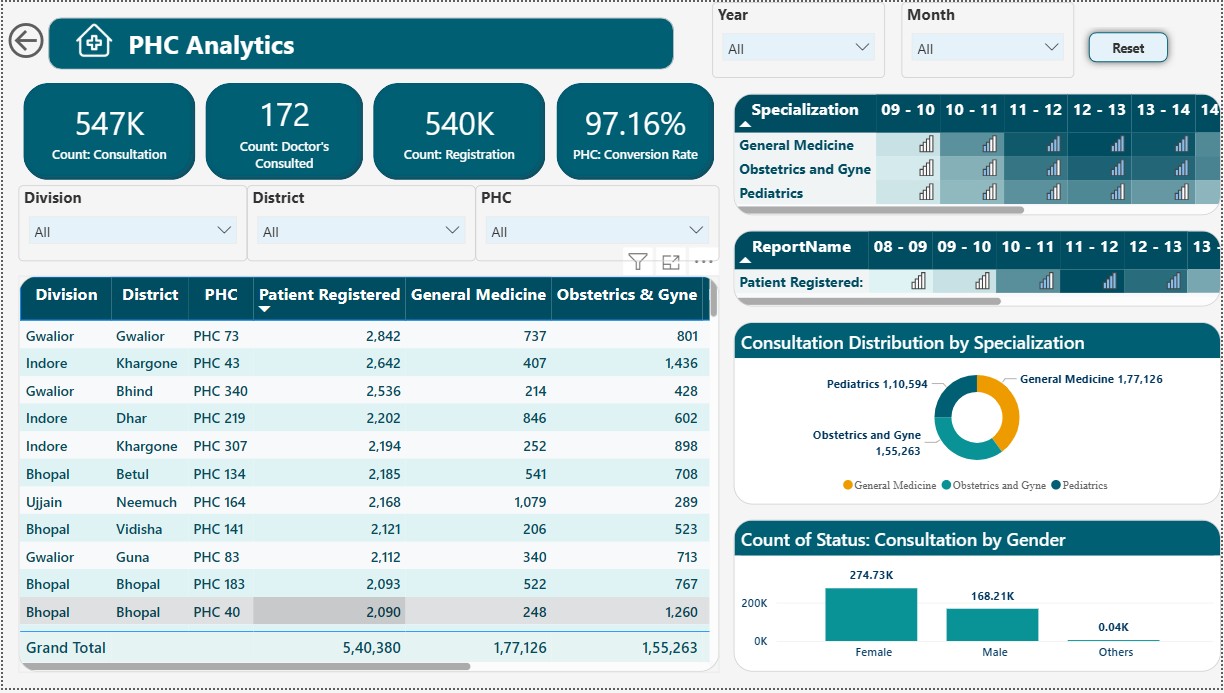 PHC Analytics
Year
All
Month
All
Reset
547K
Count: Consultation
172
Count: Doctor's
Consulted
540K
Count: Registration
97.16%
PHC: Conversion Rate
Division
All
District
All
PHC
All
Division District PHC Patient Registered General Medicine Obstetrics & Gyne
Gwalior Gwalior PHC 73 2,842 737 801
Indore Khargone PHC 43 2,642 407 1,436
Gwalior Bhind PHC 340 2,536 214 428
Indore Dhar PHC 219 2,202 846 602
Indore Khargone PHC 307 2,194 252 898
Bhopal Betul PHC 134 2,185 541 708
Ujjain Neemuch PHC 164 2,168 1,079 289
Bhopal Vidisha PHC 141 2,121 206 523
Gwalior Guna PHC 83 2,112 340 713
Bhopal Bhopal PHC 183 2,093 522 767
Bhopal Bhopal PHC 40 2,090 248 1,260
Grand Total 5,40,380 1,77,126 1,55,263
Specialization 09 - 10 10 - 11 11 - 12 12 - 13 13 - 14 14
General Medicine
Obstetrics and Gyne
Pediatrics
ReportName 08 - 09 09 - 10 10 - 11 11 - 12 12 - 13 13 -
Patient Registered:
Consultation Distribution by Specialization
Pediatrics 1,10,594
General Medicine 1,77,126
Obstetrics and Gyne
1,55,263
General Medicine Obstetrics and Gyne Pediatrics
Count of Status: Consultation by Gender
274.73K
168.21K
0.04K
200K
0K
Female Male Others